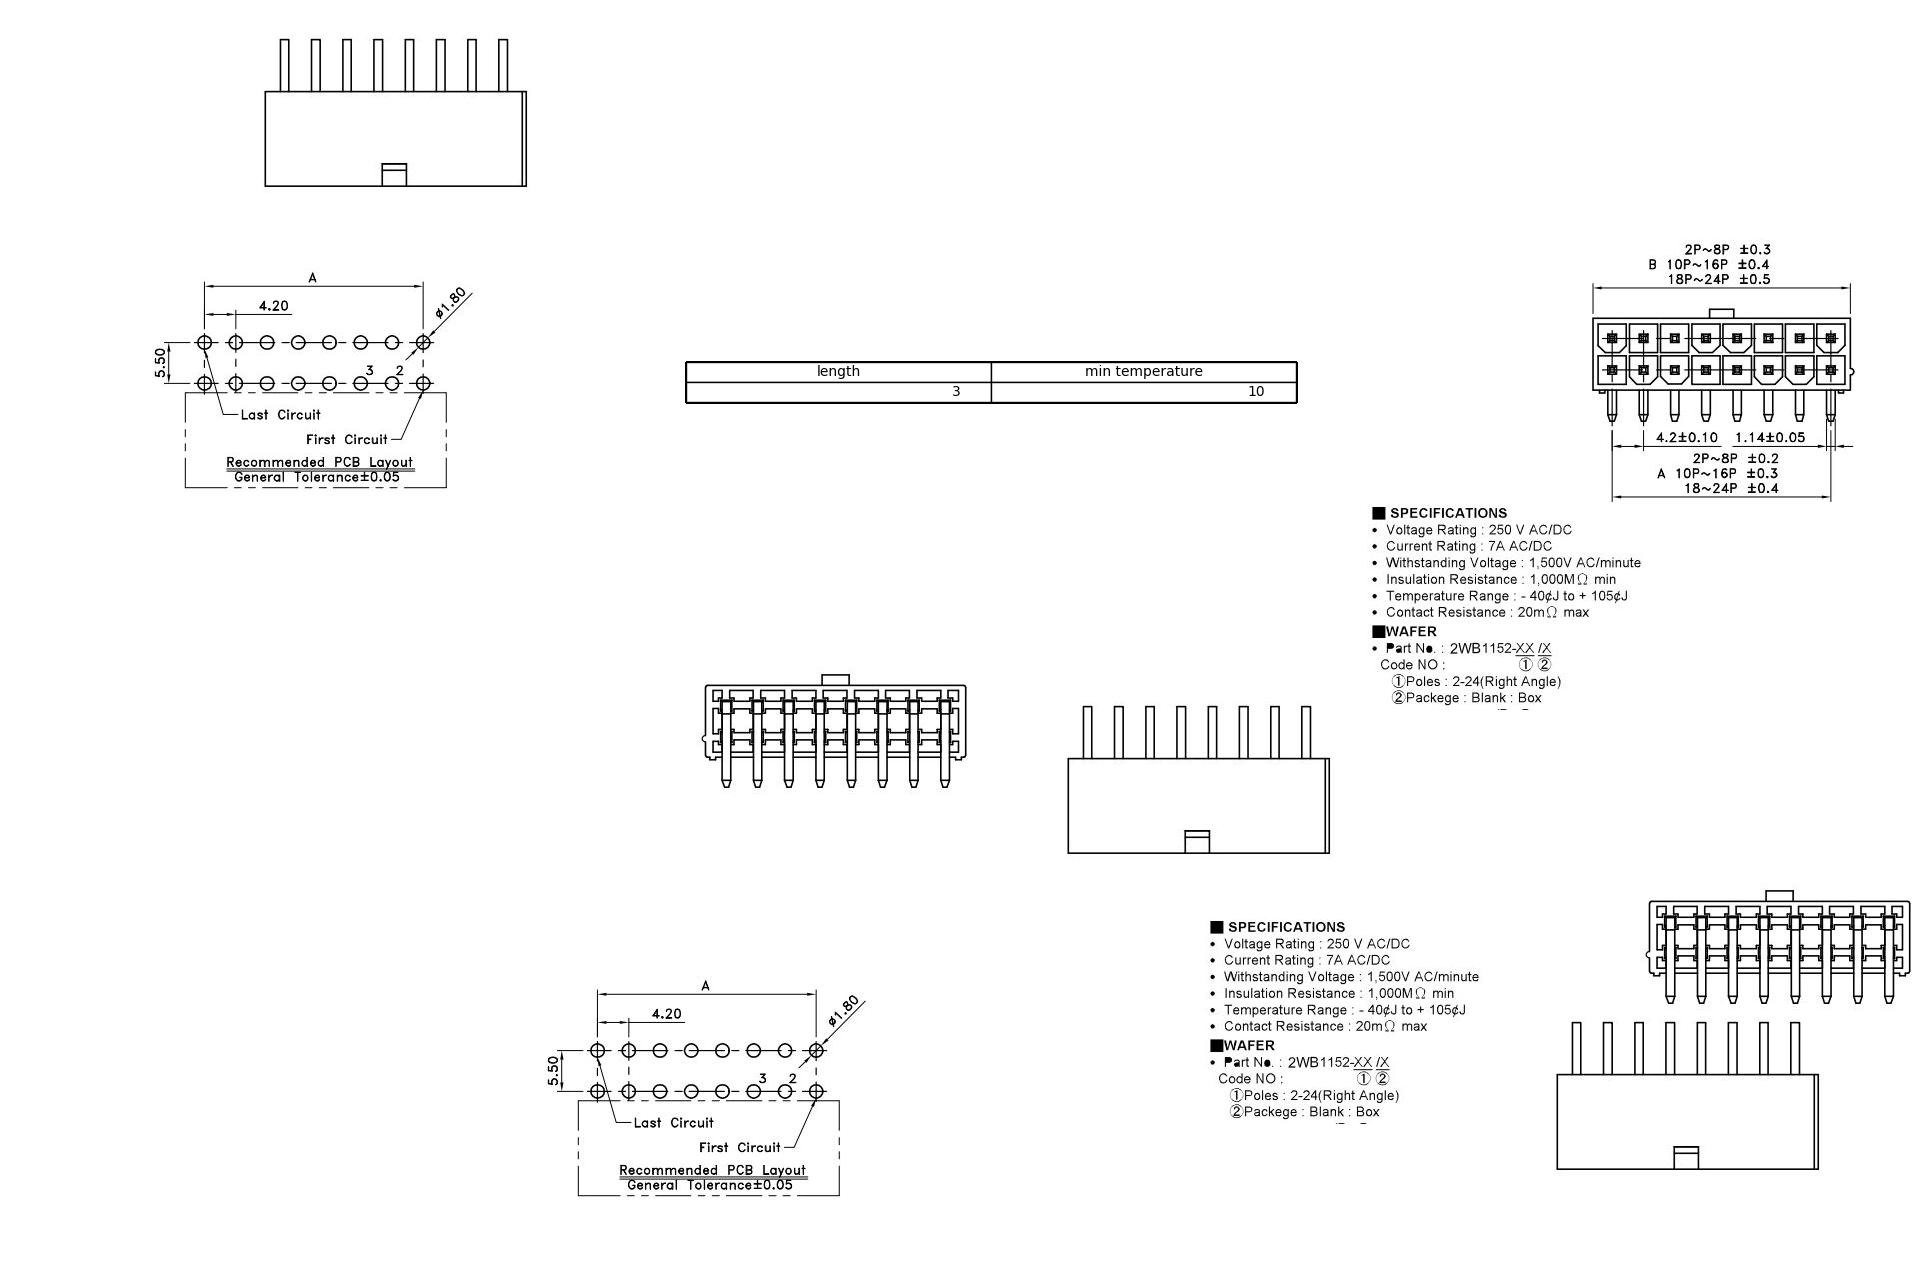 2P~8P ±0.3
B 10P~16P ±0.4
18P~24P ±0.5
A
4.20
ø1.80
5.50
3 2
Last Circuit
First Circuit
Recommended PCB Layout
General Tolerance±0.05
length min temperature
3 10
4.2±0.10 1.14±0.05
2P~8P ±0.2
A 10P~16P ±0.3
18~24P ±0.4
■ SPECIFICATIONS
• Voltage Rating : 250 V AC/DC
• Current Rating : 7A AC/DC
• Withstanding Voltage : 1,500V AC/minute
• Insulation Resistance : 1,000MΩ min
• Temperature Range : - 40¢J to + 105¢J
• Contact Resistance : 20mΩ max
■WAFER
• Part No. : 2WB1152-XX /X
Code NO : ① ②
①Poles : 2-24(Right Angle)
②Packege : Blank : Box
■ SPECIFICATIONS
• Voltage Rating : 250 V AC/DC
• Current Rating : 7A AC/DC
• Withstanding Voltage : 1,500V AC/minute
• Insulation Resistance : 1,000MΩ min
• Temperature Range : - 40¢J to + 105¢J
• Contact Resistance : 20mΩ max
■WAFER
• Part No. : 2WB1152-XX /X
Code NO : ① ②
①Poles : 2-24(Right Angle)
②Packege : Blank : Box
A
4.20
ø1.80
5.50
3 2
Last Circuit
First Circuit
Recommended PCB Layout
General Tolerance±0.05